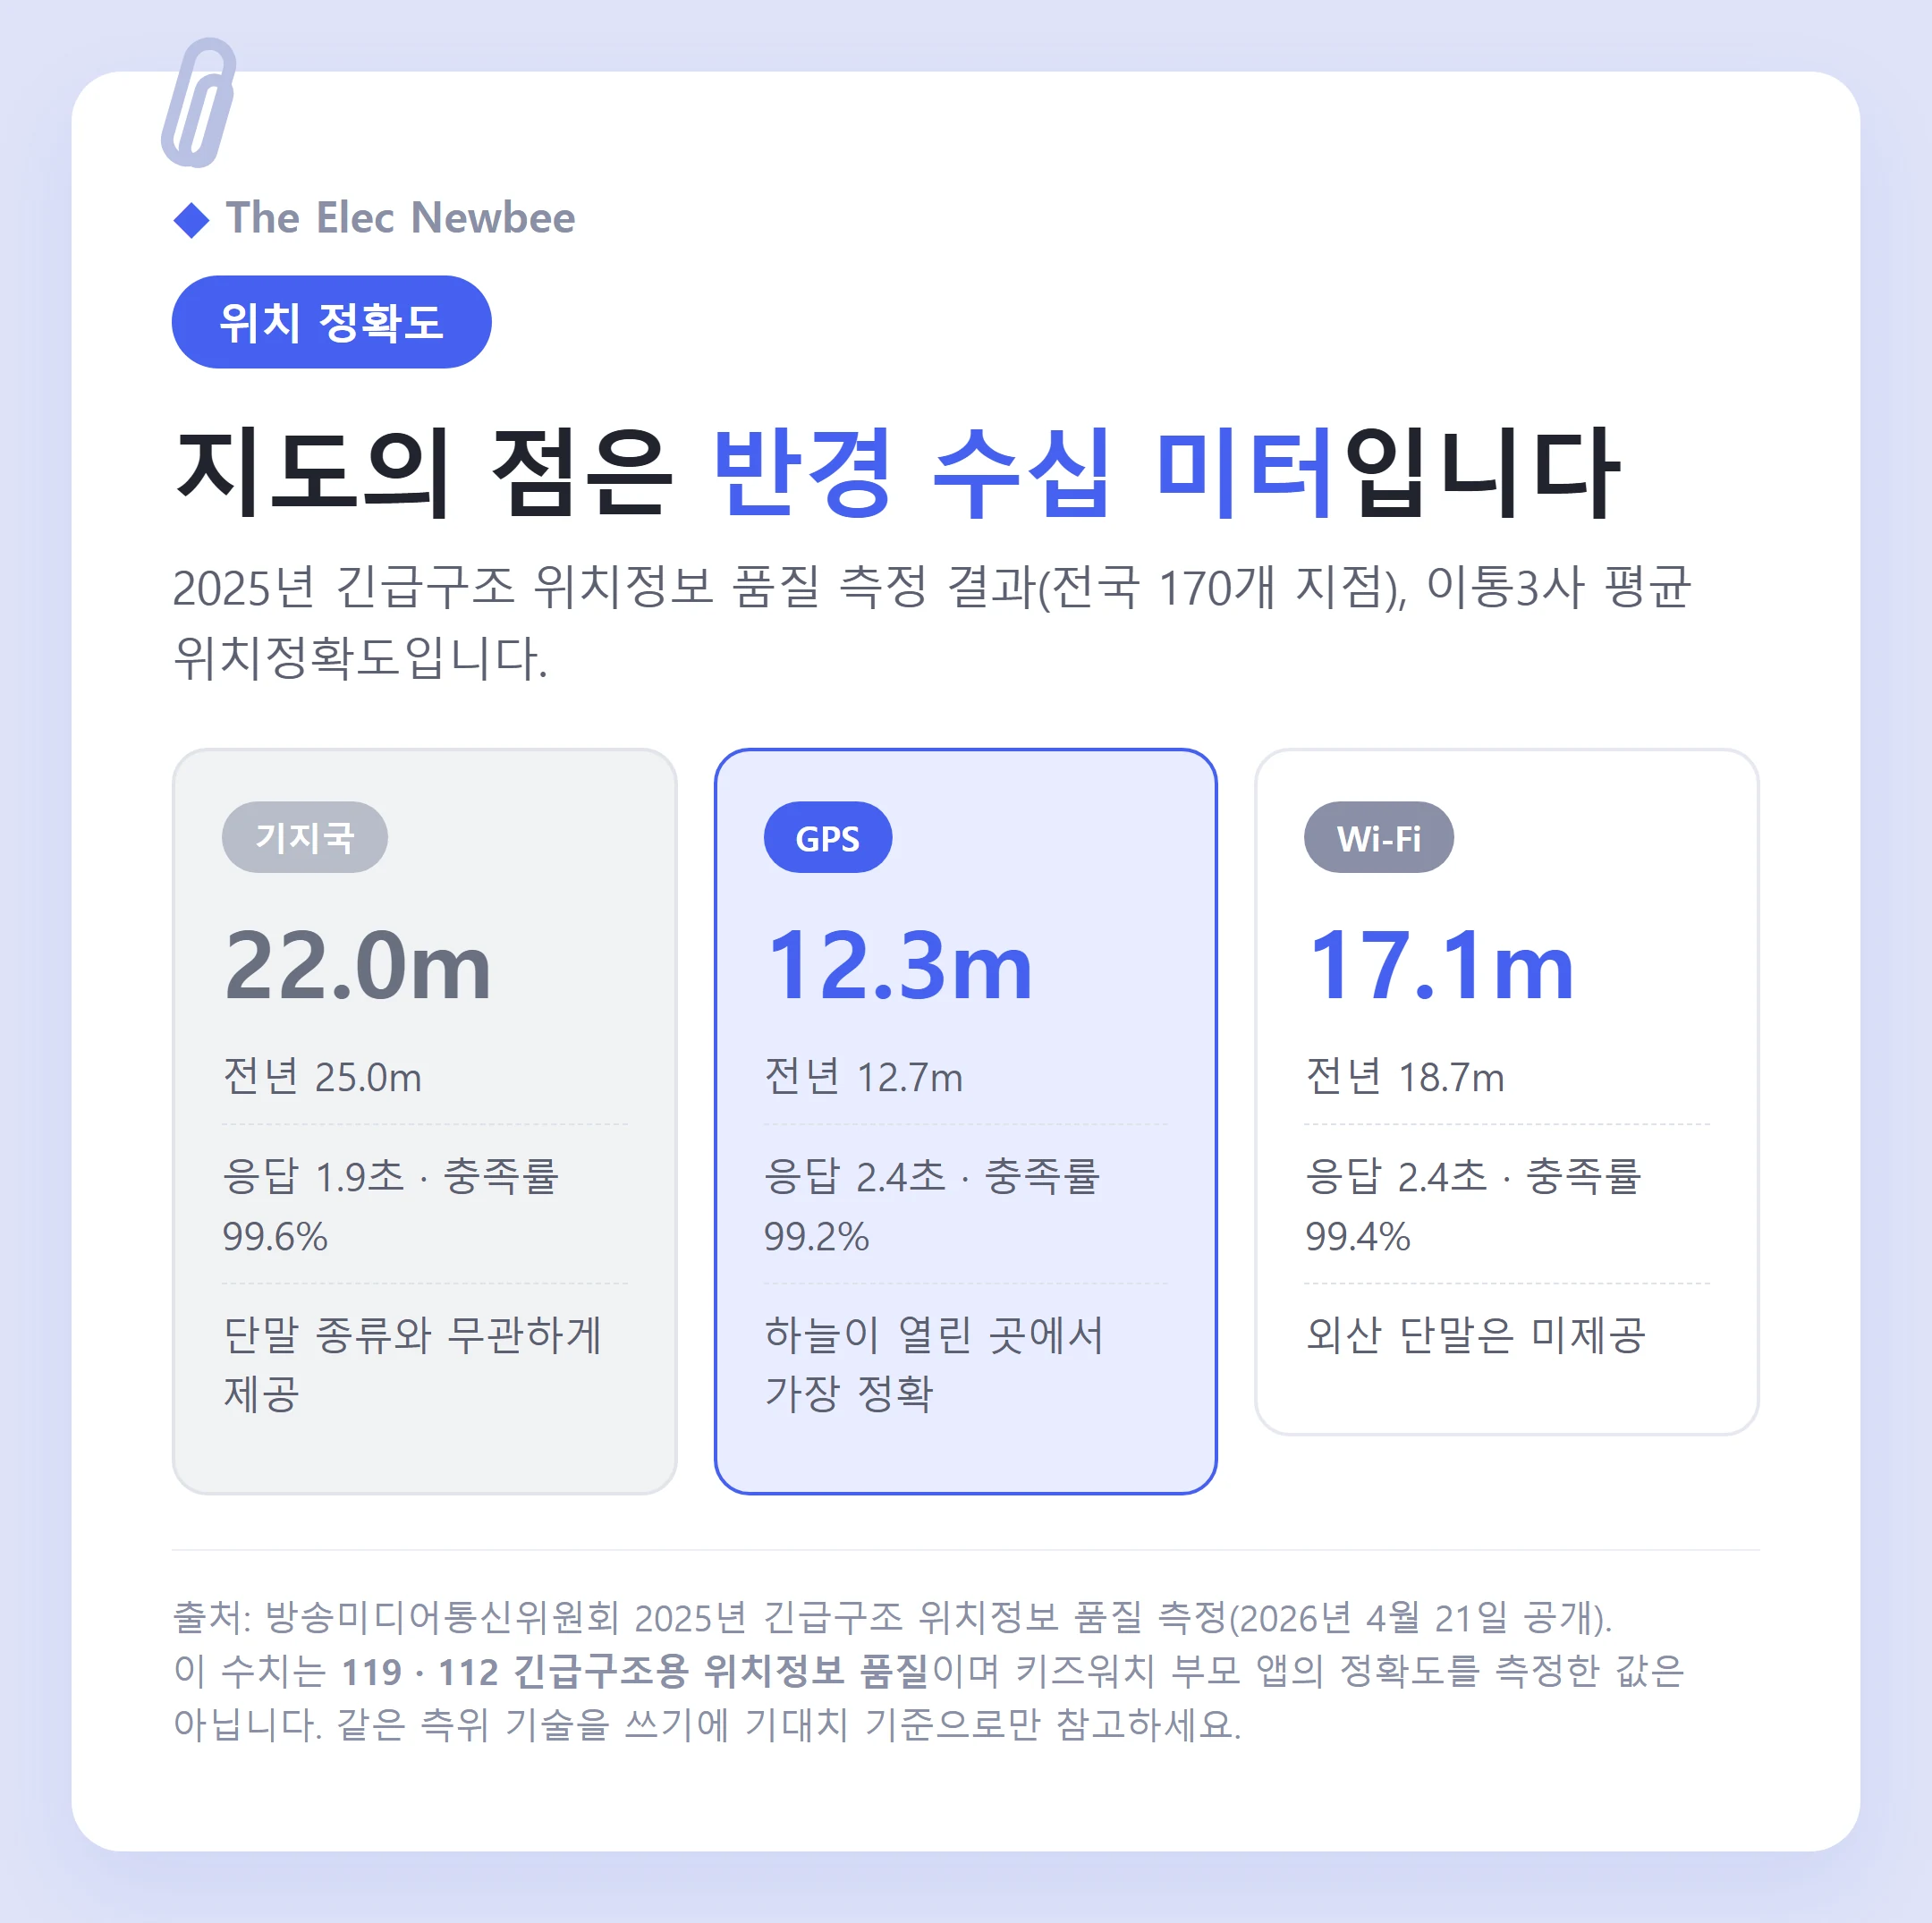 The Elec Newbee
위치 정확도
지도의 점은 반경 수십 미터입니다
2025년 긴급구조 위치정보 품질 측정 결과(전국 170개 지점), 이통3사 평균
위치정확도입니다.
기지국
22.0m
전년 25.0m
응답 1.9초 · 충족률
99.6%
단말 종류와 무관하게
제공
GPS
12.3m
전년 12.7m
응답 2.4초 · 충족률
99.2%
하늘이 열린 곳에서
가장 정확
Wi-Fi
17.1m
전년 18.7m
응답 2.4초 · 충족률
99.4%
외산 단말은 미제공
출처: 방송미디어통신위원회 2025년 긴급구조 위치정보 품질 측정(2026년 4월 21일 공개).
이 수치는 119 · 112 긴급구조용 위치정보 품질이며 키즈워치 부모 앱의 정확도를 측정한 값은
아닙니다. 같은 측위 기술을 쓰기에 기대치 기준으로만 참고하세요.